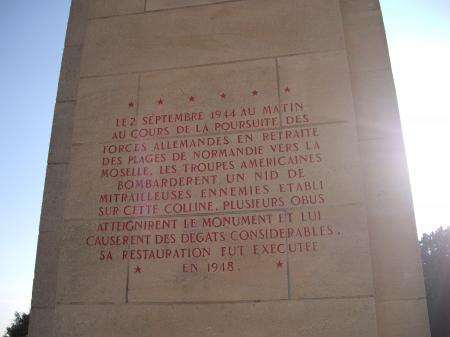 LE 2 SEPTEMBRE 1944 AU MATIN
AU COURS DE LA POURSUITE DES
FORCES ALLEMANDES EN RETRAITE
DES PLAGES DE NORMANDIE VERS LA
MOSELLE, LES TROUPES AMERICAINES
BOMBARDERENT UN NID DE
MITRAILLEUSES ENNEMIES ETABLI
SUR CETTE COLLINE, PLUSIEURS OBUS
ATTEIGNIRENT LE MONUMENT ET LUI
CAUSERENT DES DEGATS CONSIDERABLES.
SA RESTAURATION FUT EXECUTEE
EN 1948.